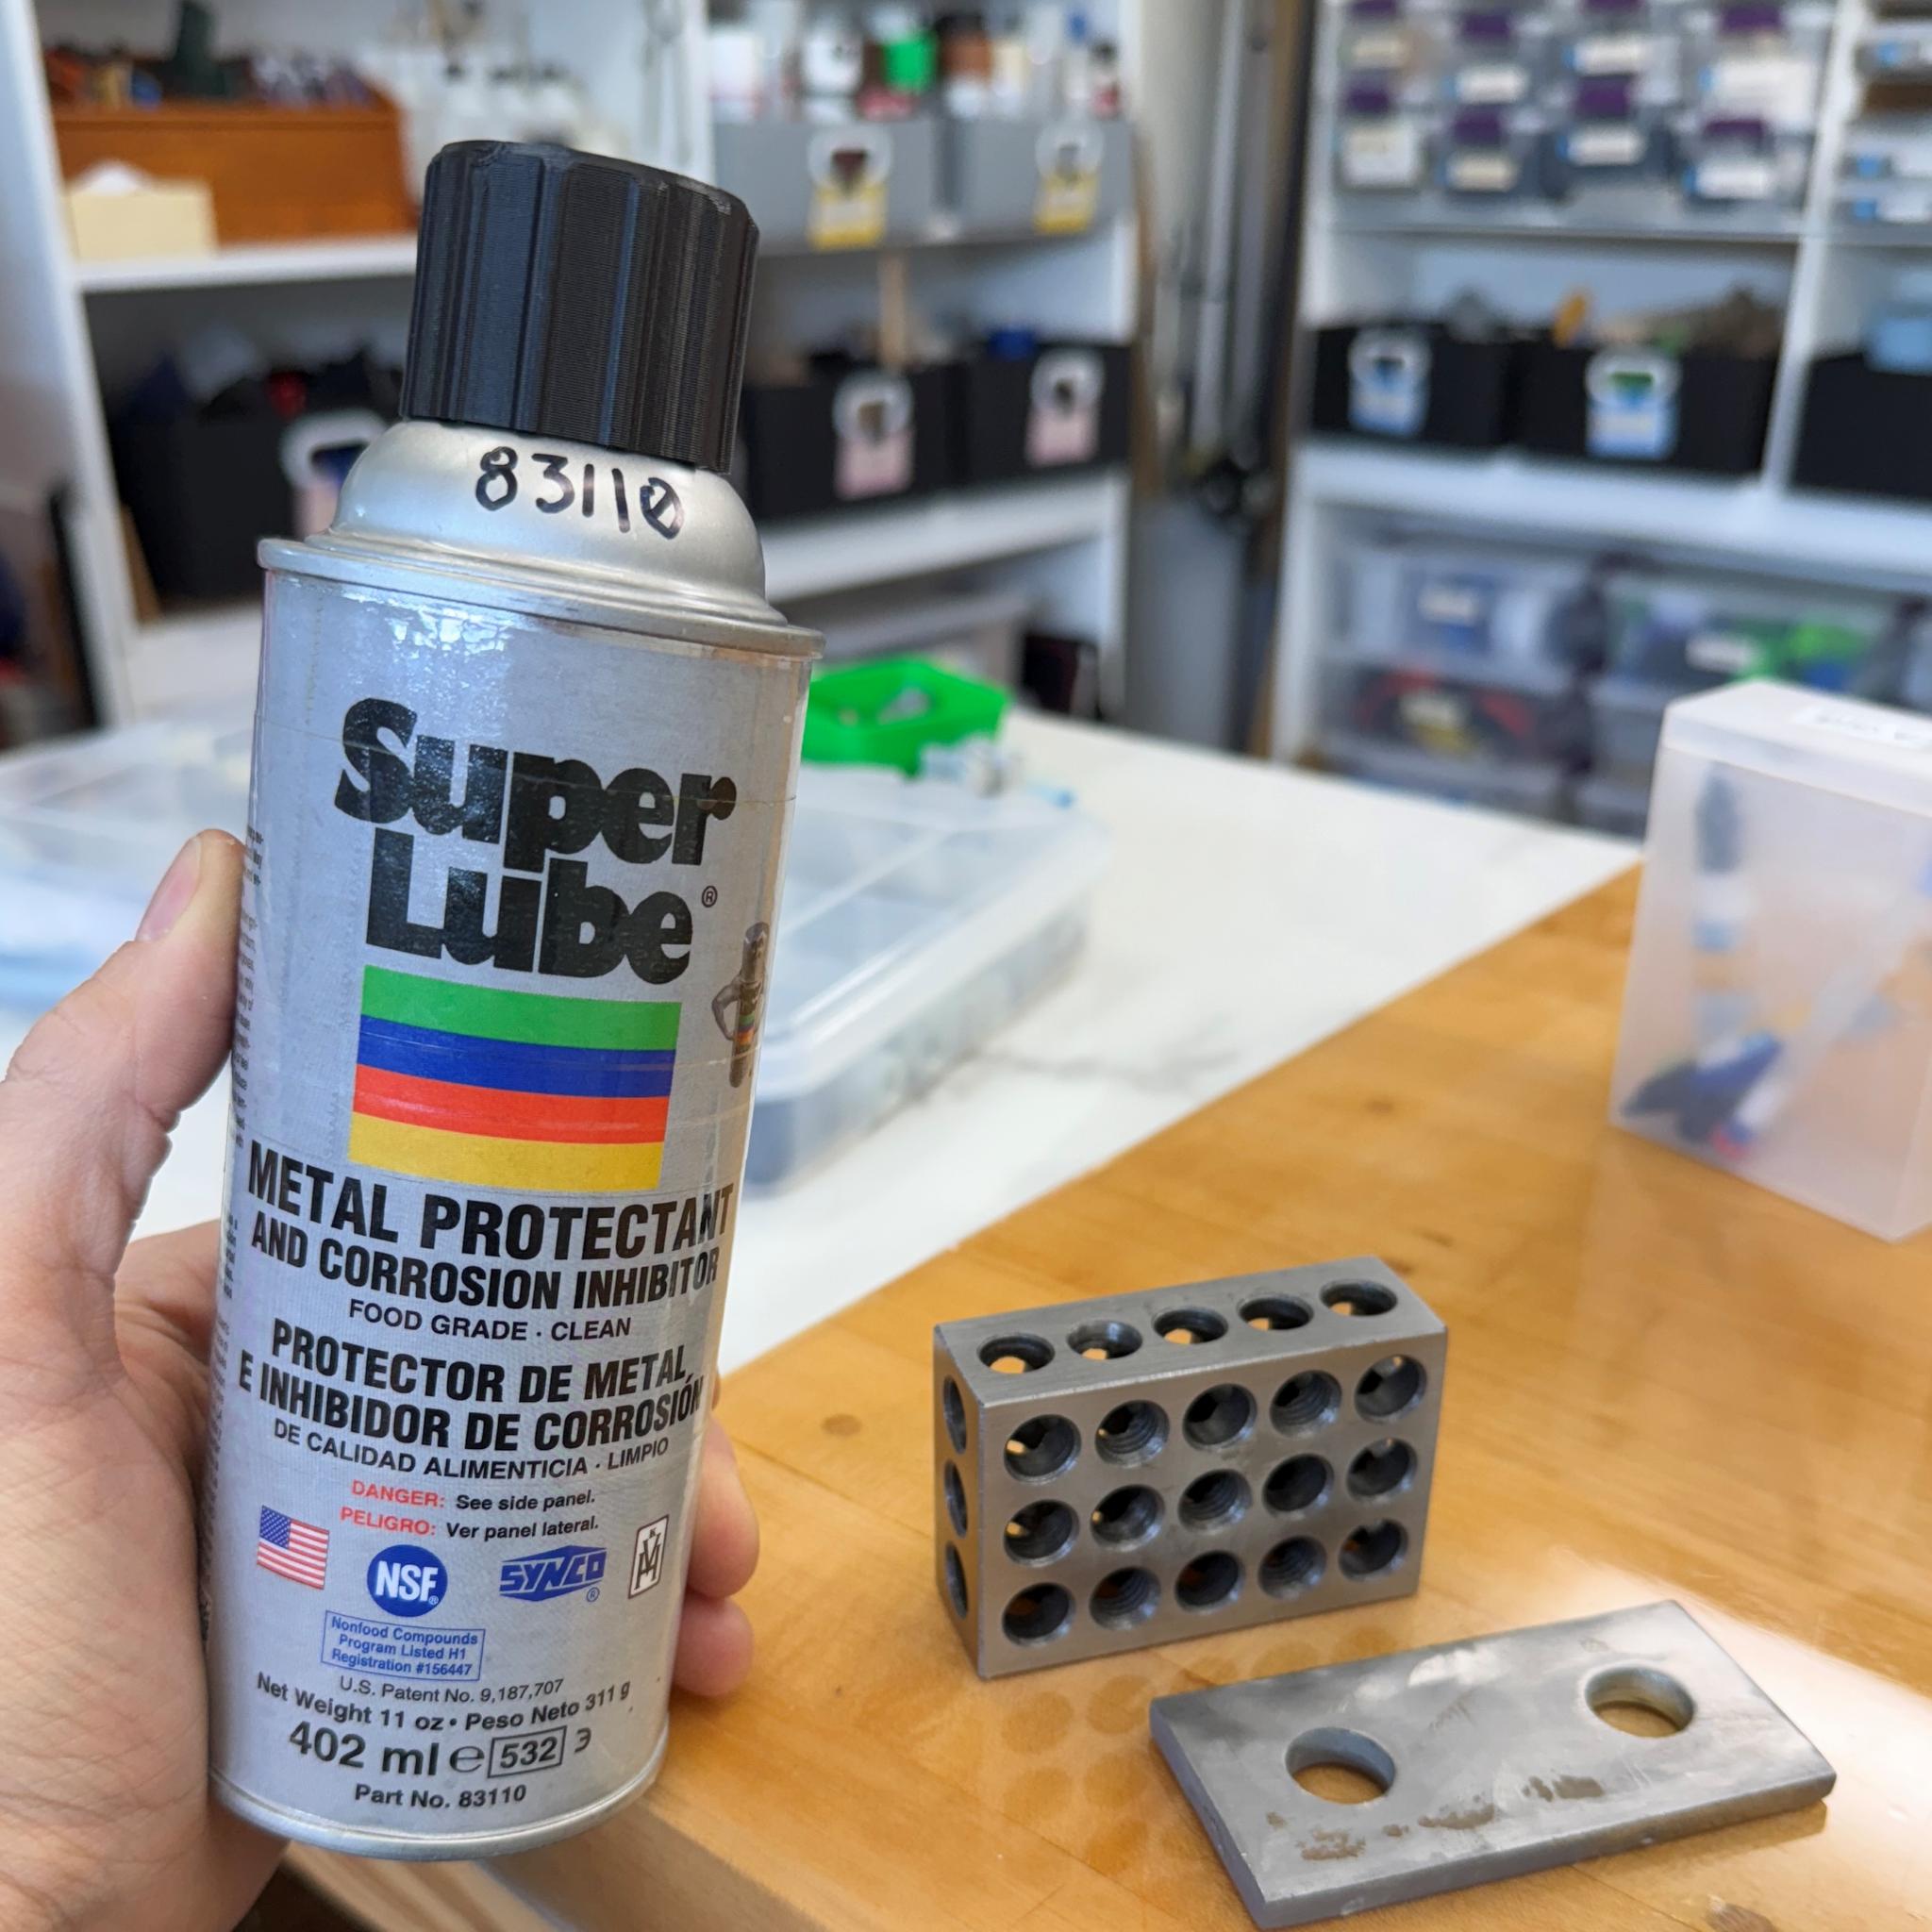 83110
Super
Lube®
METAL PROTECTANT
AND CORROSION INHIBITOR
FOOD GRADE · CLEAN
PROTECTOR DE METAL
E INHIBIDOR DE CORROSIÓN
DE CALIDAD ALIMENTICIA · LIMPIO
DANGER: See side panel.
PELIGRO: Ver panel lateral.
NSF®
SYNCO®
Nonfood Compounds
Program Listed H1
Registration #156447
U.S. Patent No. 9,187,707
Net Weight 11 oz • Peso Neto 311 g
402 ml ℮ 532 3
Part No. 83110